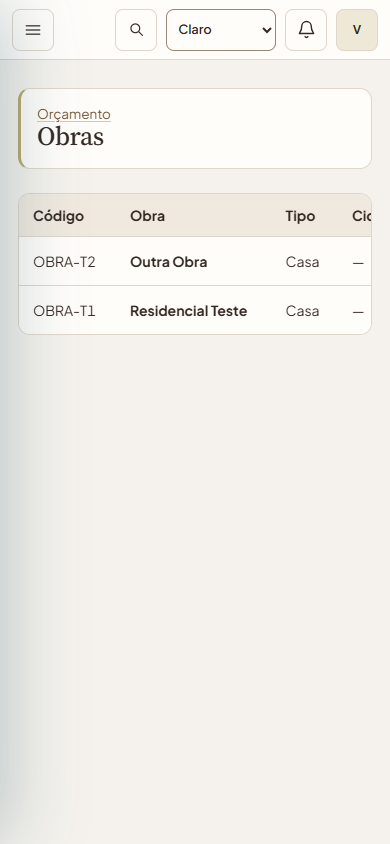 Claro
V
Orçamento
Obras
Código Obra Tipo
OBRA-T2 Outra Obra Casa —
OBRA-T1 Residencial Teste Casa —